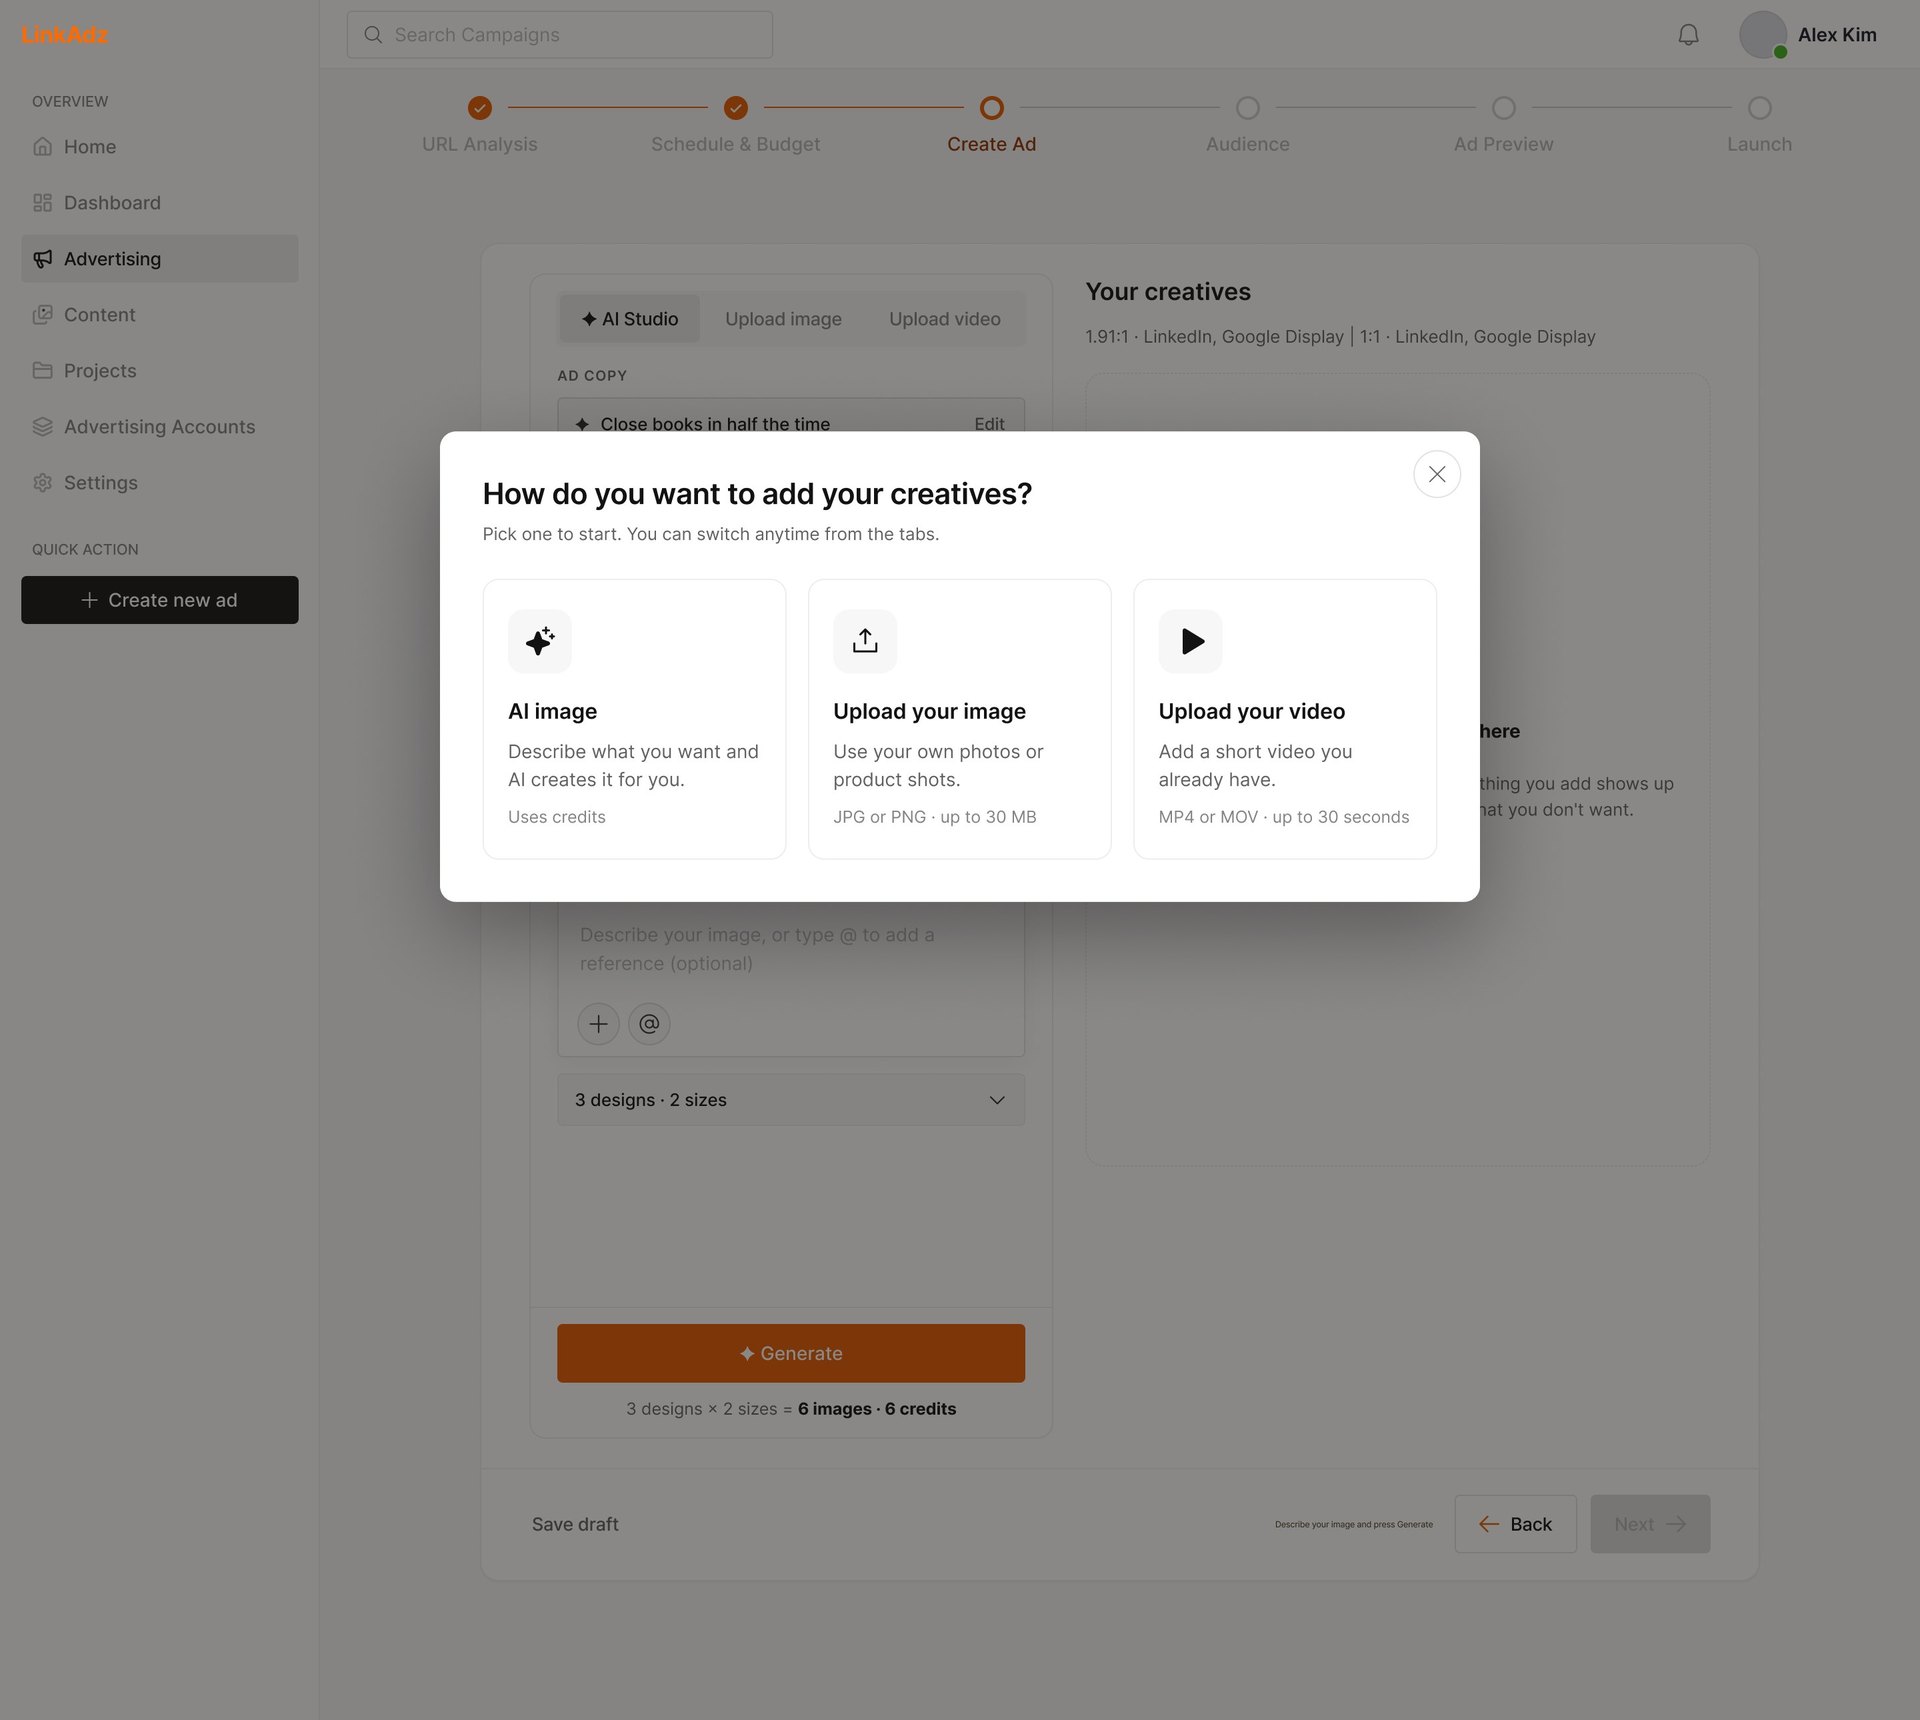 LinkAdz
Search Campaigns
Alex Kim
OVERVIEW
Home
Dashboard
Advertising
Content
Projects
Advertising Accounts
Settings
QUICK ACTION
Create new ad
URL Analysis
Schedule & Budget
Create Ad
Audience
Ad Preview
Launch
AI Studio
Upload image
Upload video
AD COPY
Close books in half the time
Edit
Your creatives
1.91:1 · LinkedIn, Google Display | 1:1 · LinkedIn, Google Display
How do you want to add your creatives?
Pick one to start. You can switch anytime from the tabs.
AI image
Describe what you want and
AI creates it for you.
Uses credits
Upload your image
Use your own photos or
product shots.
JPG or PNG · up to 30 MB
Upload your video
Add a short video you
already have.
MP4 or MOV · up to 30 seconds
here
thing you add shows up
you don't want.
Describe your image, or type @ to add a
reference (optional)
3 designs · 2 sizes
Generate
3 designs × 2 sizes = 6 images · 6 credits
Save draft
Describe your image and press Generate
Back
Next